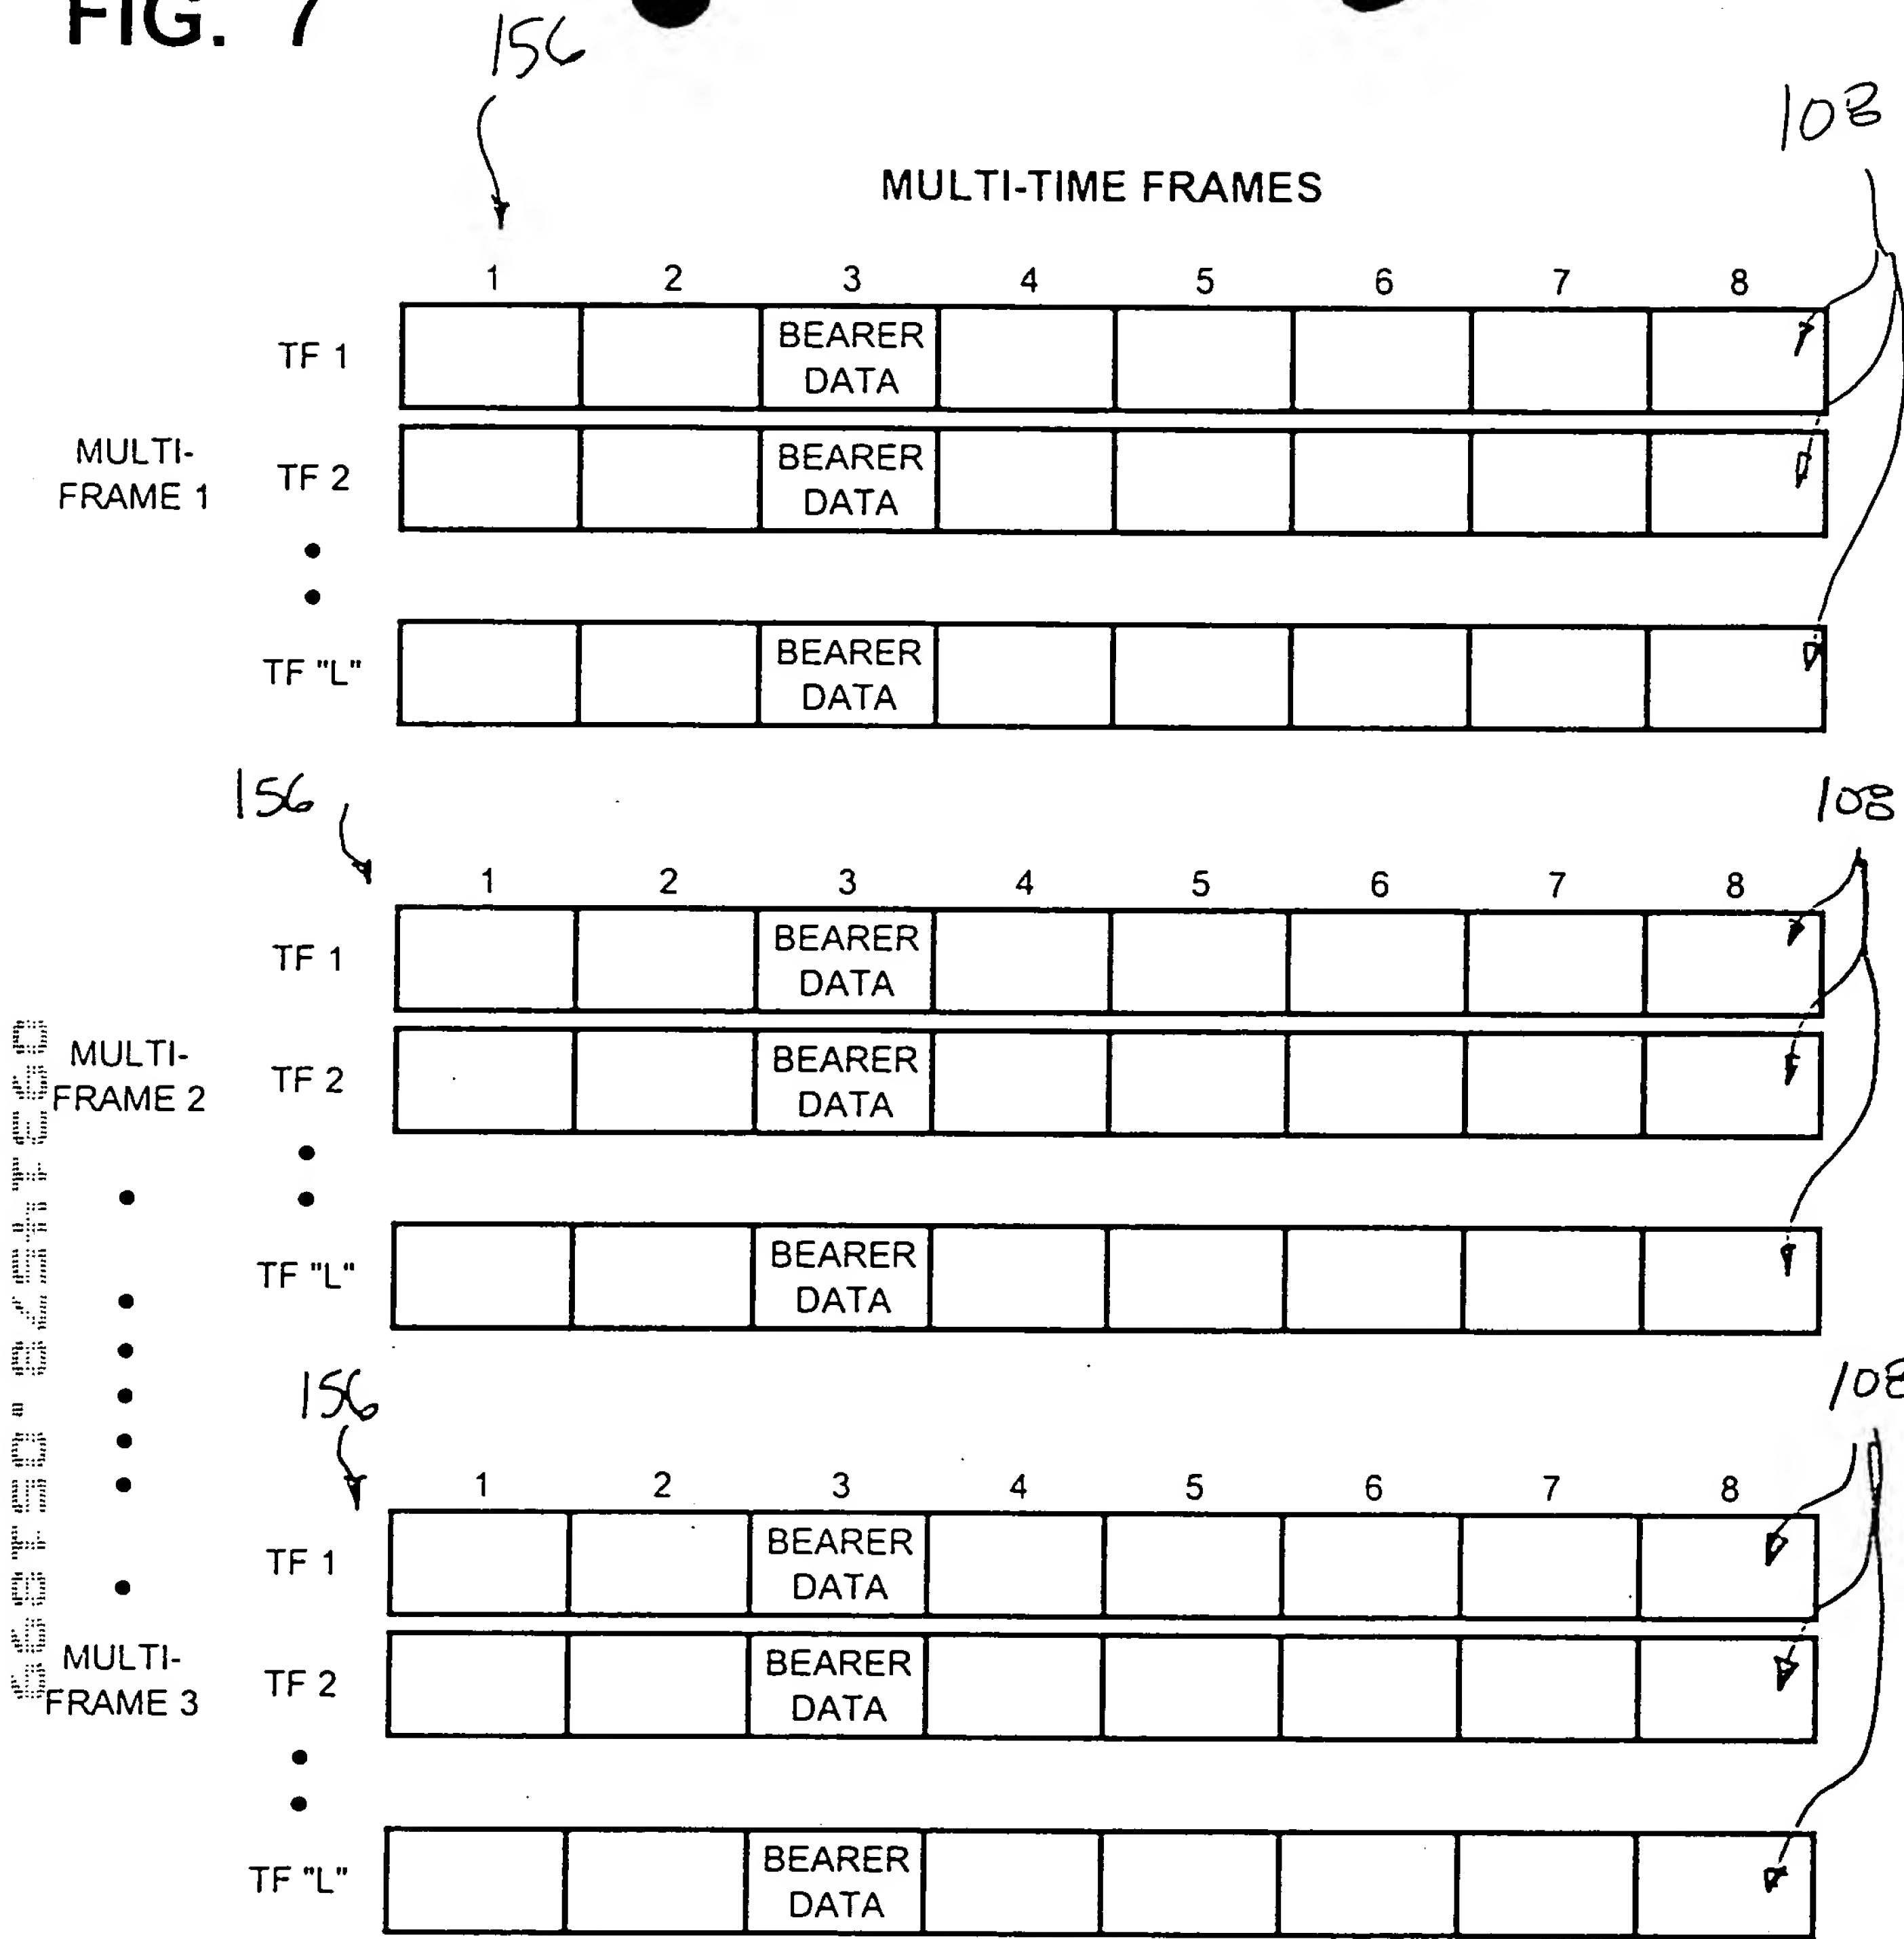 FIG. 7
156
108
MULTI-TIME FRAMES
1 2 3 4 5 6 7 8
TF 1 BEARER DATA
MULTI-FRAME 1
TF 2 BEARER DATA
TF "L" BEARER DATA
156
108
1 2 3 4 5 6 7 8
TF 1 BEARER DATA
MULTI-FRAME 2
TF 2 BEARER DATA
TF "L" BEARER DATA
156
108
1 2 3 4 5 6 7 8
TF 1 BEARER DATA
MULTI-FRAME 3
TF 2 BEARER DATA
TF "L" BEARER DATA